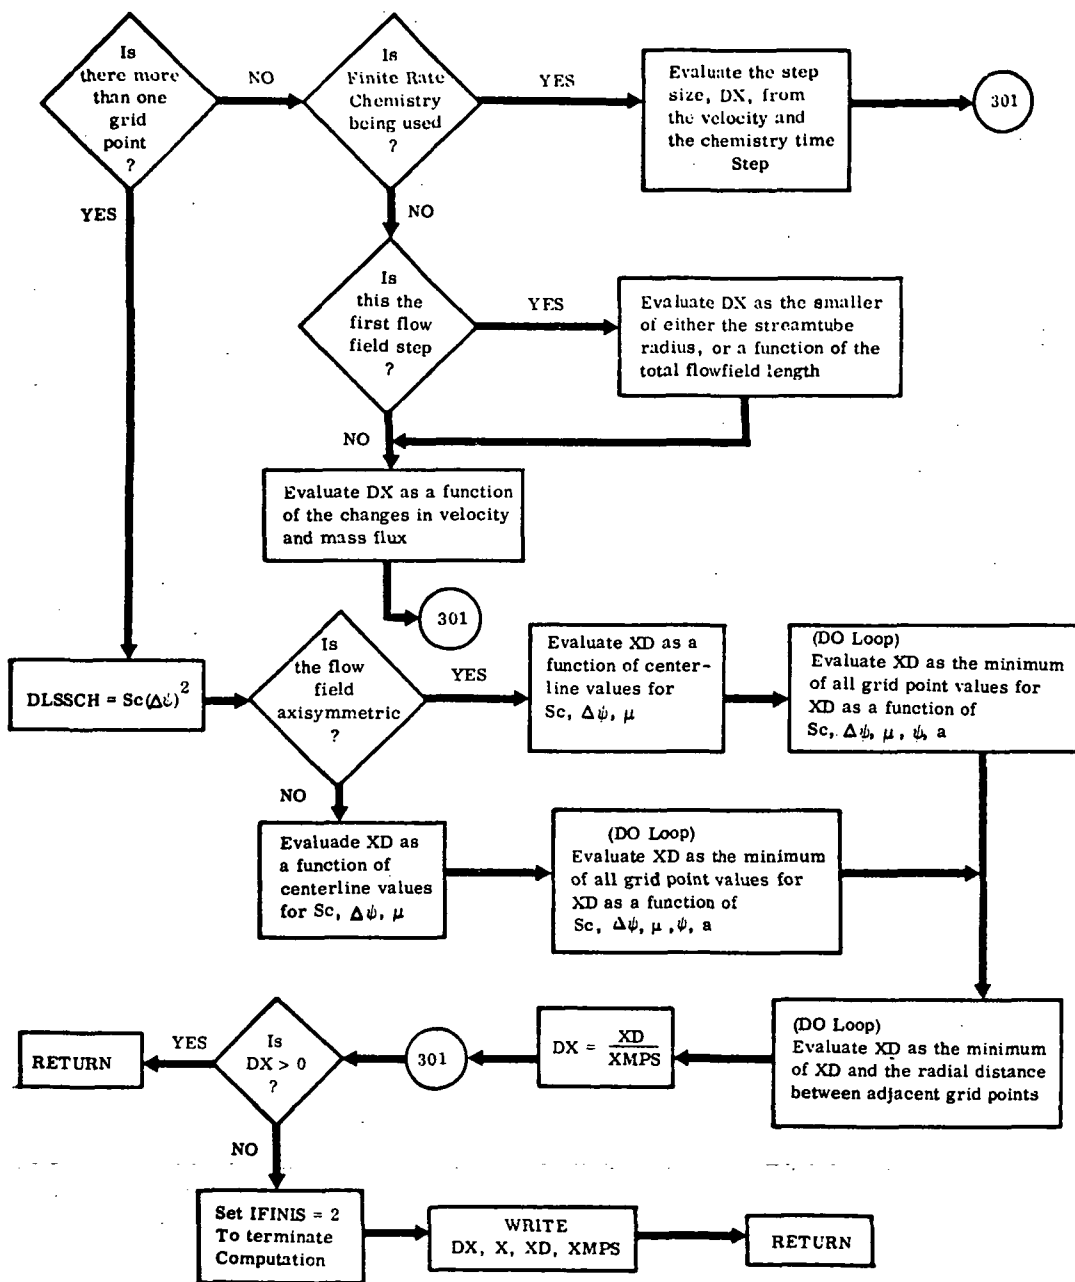 Is
there more
than one
grid
point
?
NO
Is
Finite Rate
Chemistry
being used
?
YES
Evaluate the step
size, DX, from
the velocity and
the chemistry time
Step
301
YES
NO
Is
this the
first flow
field step
?
YES
Evaluate DX as the smaller
of either the streamtube
radius, or a function of the
total flowfield length
NO
Evaluate DX as a function
of the changes in velocity
and mass flux
301
DLSSCH = Sc(Δψ)²
Is
the flow
field
axisymmetric
?
YES
Evaluate XD as a
function of center-
line values for
Sc, Δψ, μ
(DO Loop)
Evaluate XD as the minimum
of all grid point values for
XD as a function of
Sc, Δψ, μ, ψ, a
NO
Evaluade XD as
a function of
centerline values
for Sc, Δψ, μ
(DO Loop)
Evaluate XD as the minimum
of all grid point values for
XD as a function of
Sc, Δψ, μ, ψ, a
(DO Loop)
Evaluate XD as the minimum
of XD and the radial distance
between adjacent grid points
DX = XD
XMPS
301
Is
DX > 0
?
YES
RETURN
NO
Set IFINIS = 2
To terminate
Computation
WRITE
DX, X, XD, XMPS
RETURN